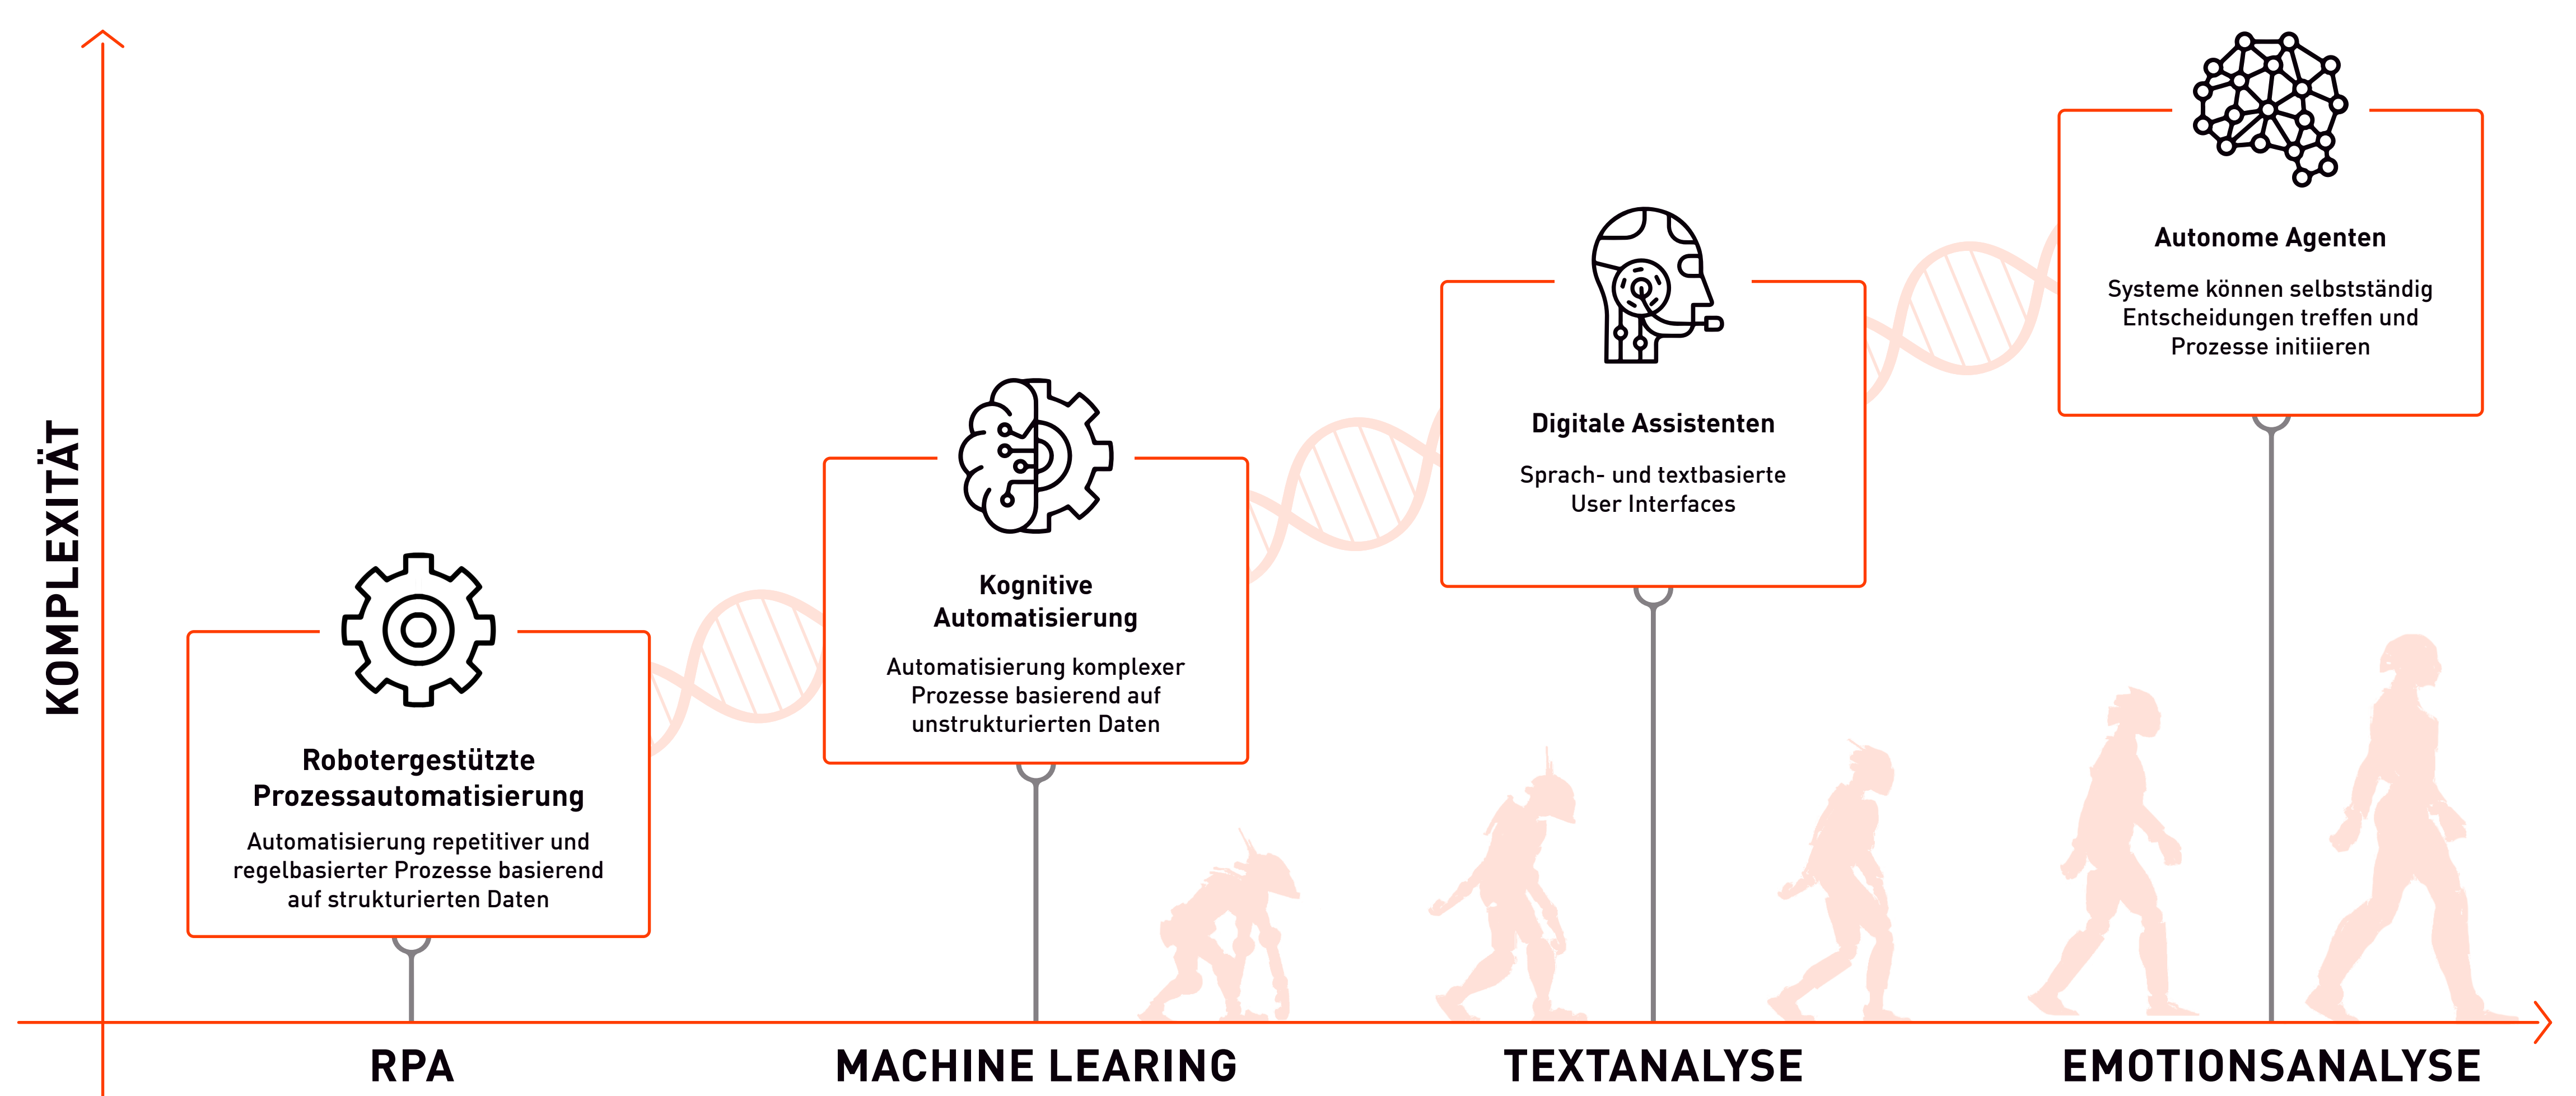 KOMPLEXITÄT
Robotergestützte
Prozessautomatisierung
Automatisierung repetitiver und
regelbasierter Prozesse basierend
auf strukturierten Daten
Kognitive
Automatisierung
Automatisierung komplexer
Prozesse basierend auf
unstrukturierten Daten
Digitale Assistenten
Sprach- und textbasierte
User Interfaces
Autonome Agenten
Systeme können selbstständig
Entscheidungen treffen und
Prozesse initiieren
RPA
MACHINE LEARING
TEXTANALYSE
EMOTIONSANALYSE